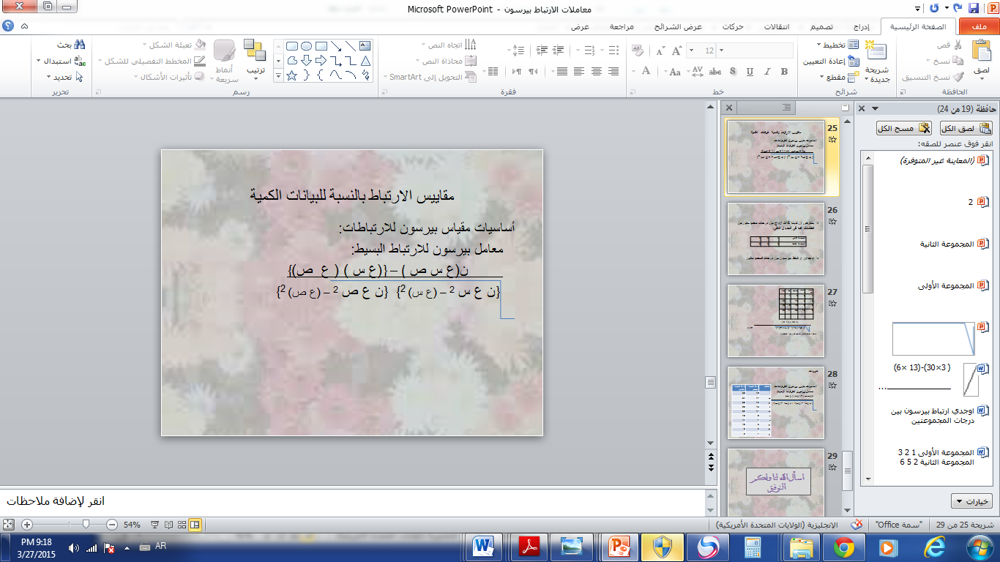 معاملات الارتباط بيرسون - Microsoft PowerPoint
ملف الصفحة الرئيسية إدراج تصميم انتقالات حركات عرض الشرائح مراجعة عرض
لصق
قص
نسخ
نسخ التنسيق
الحافظة
شريحة جديدة
تخطيط
إعادة التعيين
مقطع
شرائح
12
خط
اتجاه النص
محاذاة النص
التحويل إلى SmartArt
فقرة
ترتيب
أنماط سريعة
تعبئة الشكل
المخطط التفصيلي للشكل
تأثيرات الأشكال
رسم
بحث
استبدال
تحديد
تحرير
حافظة (19 من 24)
لصق الكل
مسح الكل
انقر فوق عنصر للصقه:
(المعاينة غير المتوفرة)
2
المجموعة الثانية
المجموعة الأولى
(6× 13)-(30×3 )
...
اوجدي ارتباط بيرسون بين
درجات المجموعتين
المجموعة الأولى 1 2 3
المجموعة الثانية 2 5 6
خيارات
25
26
27
28
29
مقاييس الارتباط بالنسبة للبيانات الكمية
أساسيات مقياس بيرسون للارتباطات:
معامل بيرسون للارتباط البسيط:
ن(ع س ص ) – {(ع س ) ( ع ص)}
{ن ع س 2 – (ع س) 2} {ن ع ص 2 – (ع ص) 2}
انقر لإضافة ملاحظات
شريحة 25 من 29
"سمة Office"
الإنجليزية (الولايات المتحدة الأمريكية)
54%
AR
9:18 PM
3/27/2015